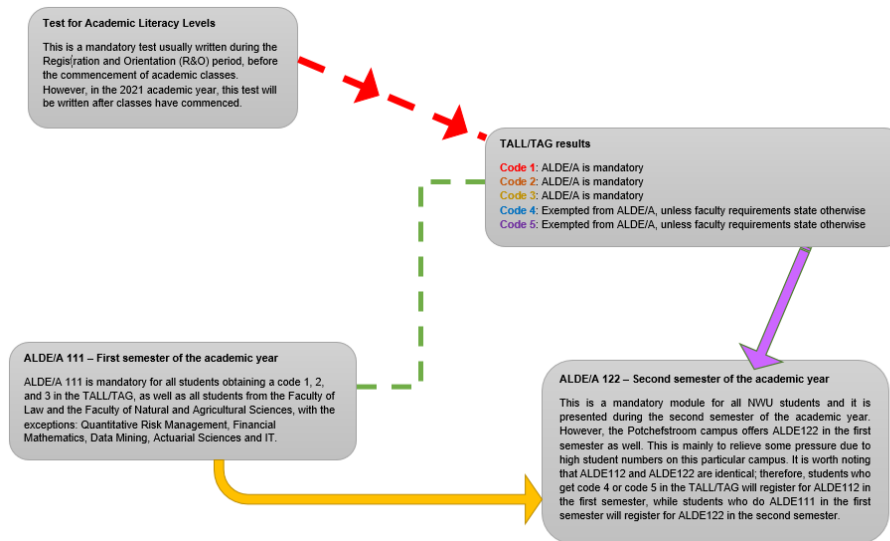 Test for Academic Literacy Levels
This is a mandatory test usually written during the
Registration and Orientation (R&O) period, before
the commencement of academic classes.
However, in the 2021 academic year, this test will
be written after classes have commenced.
TALL/TAG results
Code 1: ALDE/A is mandatory
Code 2: ALDE/A is mandatory
Code 3: ALDE/A is mandatory
Code 4: Exempted from ALDE/A, unless faculty requirements state otherwise
Code 5: Exempted from ALDE/A, unless faculty requirements state otherwise
ALDE/A 111 – First semester of the academic year
ALDE/A 111 is mandatory for all students obtaining a code 1, 2,
and 3 in the TALL/TAG, as well as all students from the Faculty of
Law and the Faculty of Natural and Agricultural Sciences, with the
exceptions: Quantitative Risk Management, Financial
Mathematics, Data Mining, Actuarial Sciences and IT.
ALDE/A 122 – Second semester of the academic year
This is a mandatory module for all NWU students and it is
presented during the second semester of the academic year.
However, the Potchefstroom campus offers ALDE122 in the first
semester as well. This is mainly to relieve some pressure due to
high student numbers on this particular campus. It is worth noting
that ALDE112 and ALDE122 are identical; therefore, students who
get code 4 or code 5 in the TALL/TAG will register for ALDE112 in
the first semester, while students who do ALDE111 in the first
semester will register for ALDE122 in the second semester.